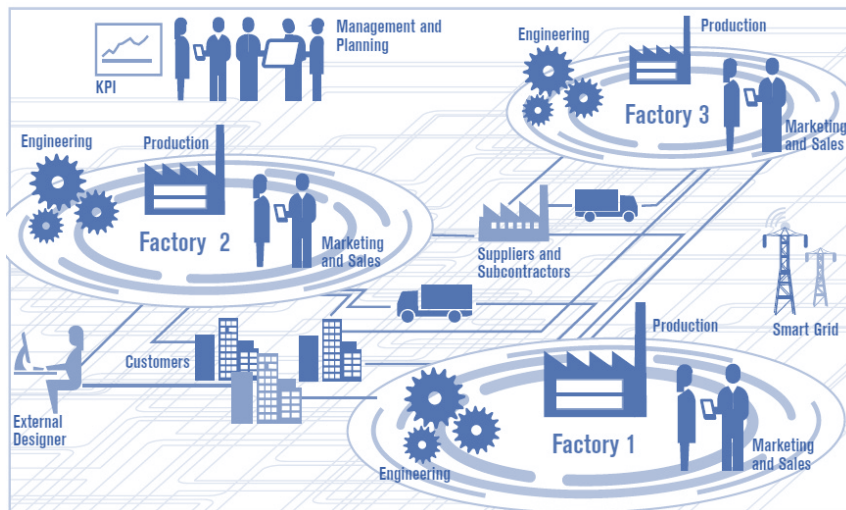 Management and
Planning
KPI
Engineering
Production
Factory 3
Marketing
and Sales
Engineering
Production
Factory 2
Marketing
and Sales
Suppliers and
Subcontractors
Smart Grid
Customers
External
Designer
Production
Factory 1
Engineering
Marketing
and Sales